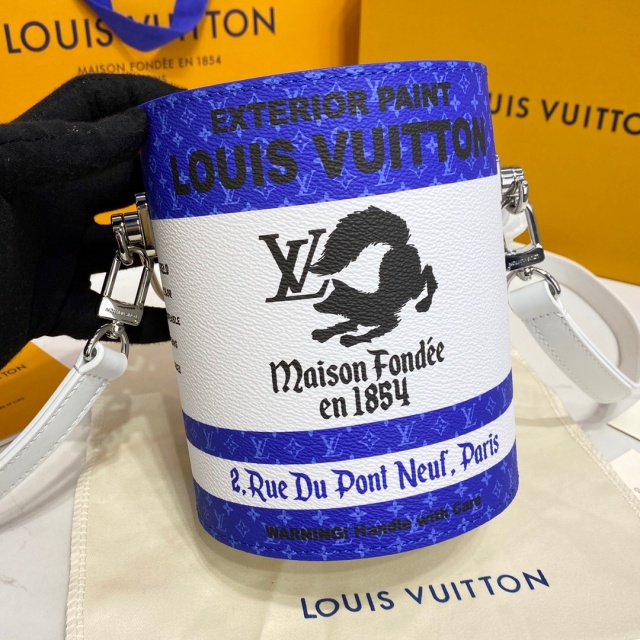 LOUIS VUITTON
MAISON FONDÉE EN 1854
LOUIS VUITTON
EXTERIOR PAINT
LOUIS VUITTON
LV
Maison Fondée
en 1854
2, Rue Du Pont Neuf, Paris
WARNING! Handle with Care
LOUIS VUITTON